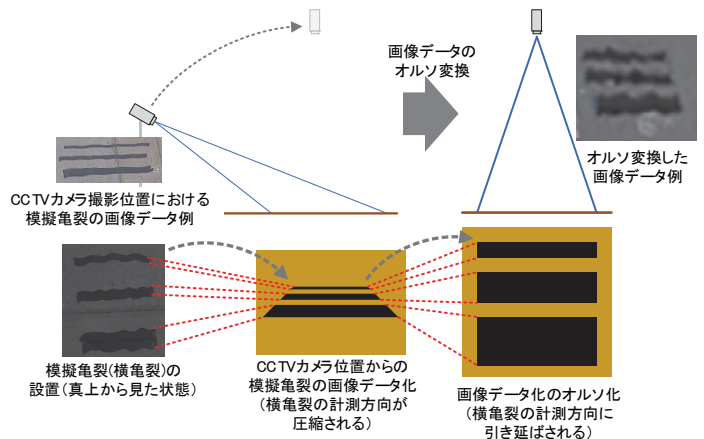 画像データの
オルソ変換
CCTVカメラ撮影位置における
模擬亀裂の画像データ例
オルソ変換した
画像データ例
模擬亀裂(横亀裂)の
設置(真上から見た状態)
CCTVカメラ位置からの
模擬亀裂の画像データ化
(横亀裂の計測方向が
圧縮される)
画像データ化のオルソ化
(横亀裂の計測方向に
引き延ばされる)